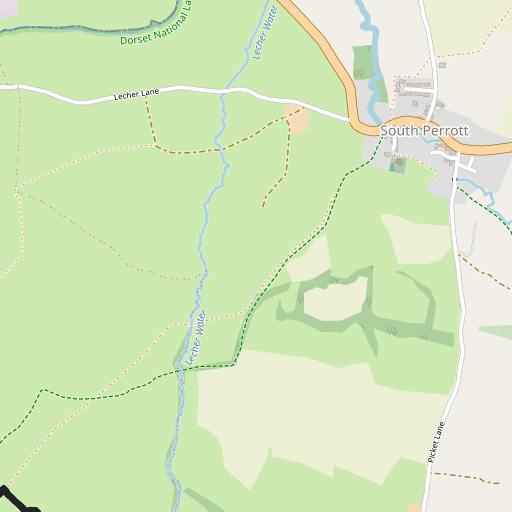 Dorset National La
Lecher Water
Lecher Lane
South Perrott
Lecher Water
Picket Lane